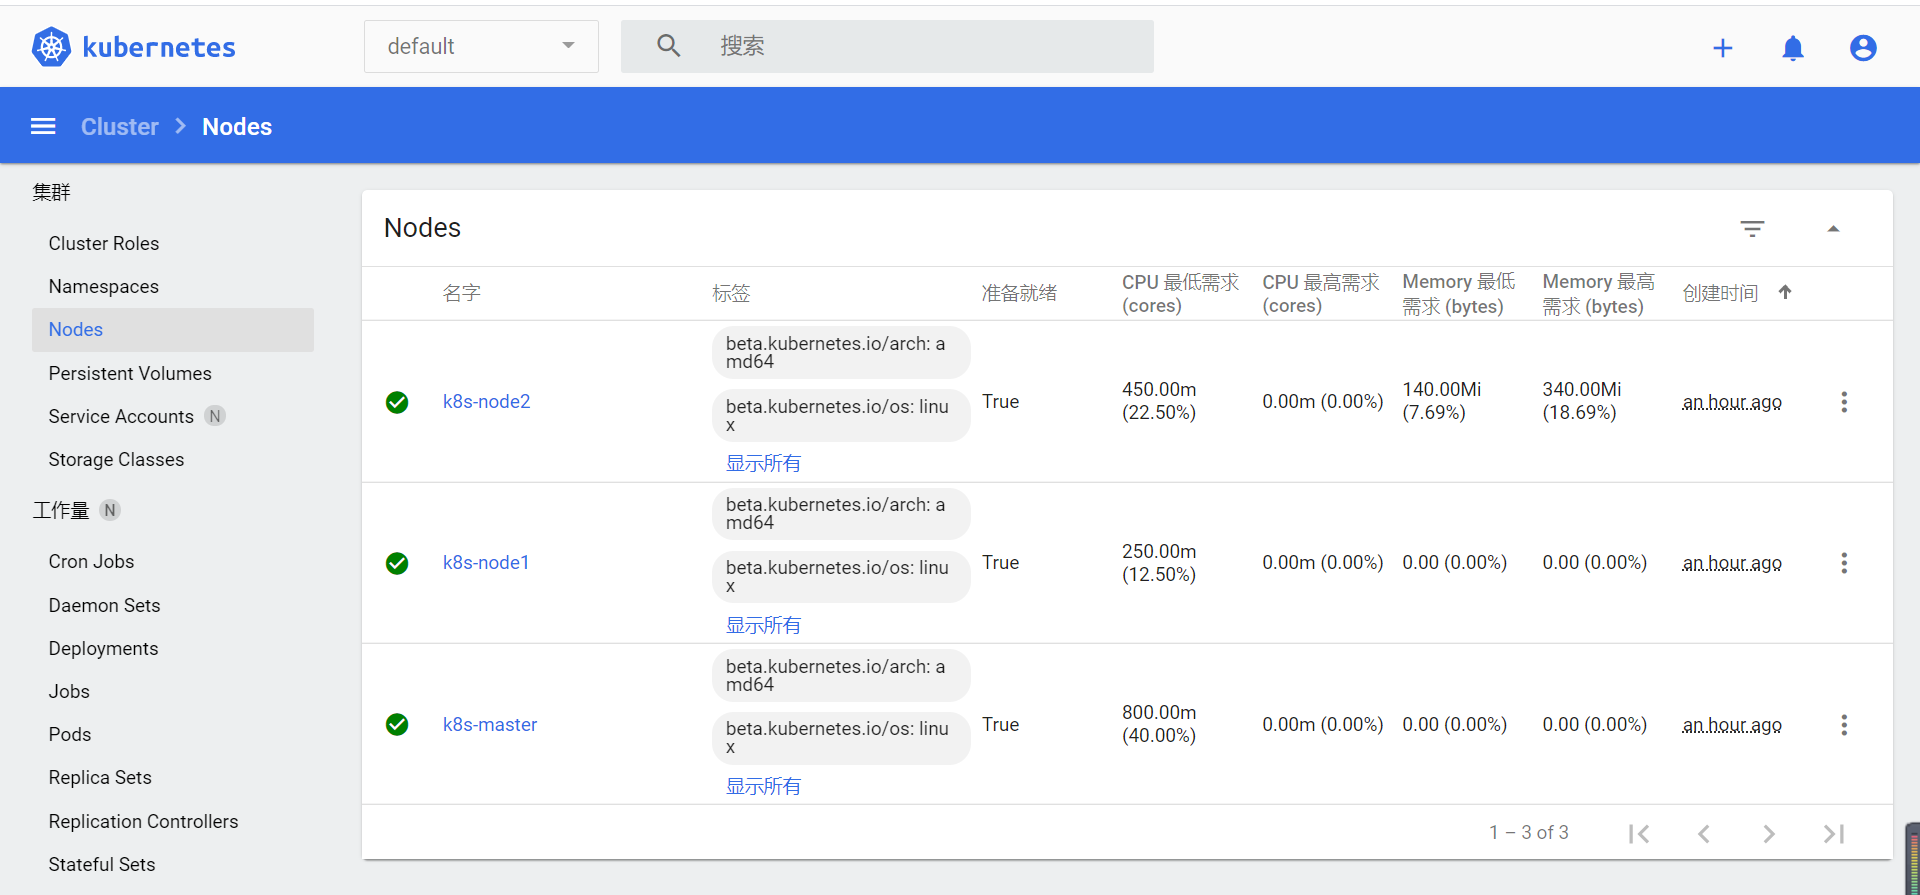 kubernetes
default
搜索
Cluster
Nodes
集群
Cluster Roles
Namespaces
Nodes
Persistent Volumes
Service Accounts N
Storage Classes
工作量 N
Cron Jobs
Daemon Sets
Deployments
Jobs
Pods
Replica Sets
Replication Controllers
Stateful Sets
Nodes
名字
标签
准备就绪
CPU 最低需求
(cores)
CPU 最高需求
(cores)
Memory 最低
需求 (bytes)
Memory 最高
需求 (bytes)
创建时间
k8s-node2
beta.kubernetes.io/arch: a
md64
beta.kubernetes.io/os: linu
x
显示所有
True
450.00m
(22.50%)
0.00m (0.00%)
140.00Mi
(7.69%)
340.00Mi
(18.69%)
an hour ago
k8s-node1
beta.kubernetes.io/arch: a
md64
beta.kubernetes.io/os: linu
x
显示所有
True
250.00m
(12.50%)
0.00m (0.00%)
0.00 (0.00%)
0.00 (0.00%)
an hour ago
k8s-master
beta.kubernetes.io/arch: a
md64
beta.kubernetes.io/os: linu
x
显示所有
True
800.00m
(40.00%)
0.00m (0.00%)
0.00 (0.00%)
0.00 (0.00%)
an hour ago
1 – 3 of 3